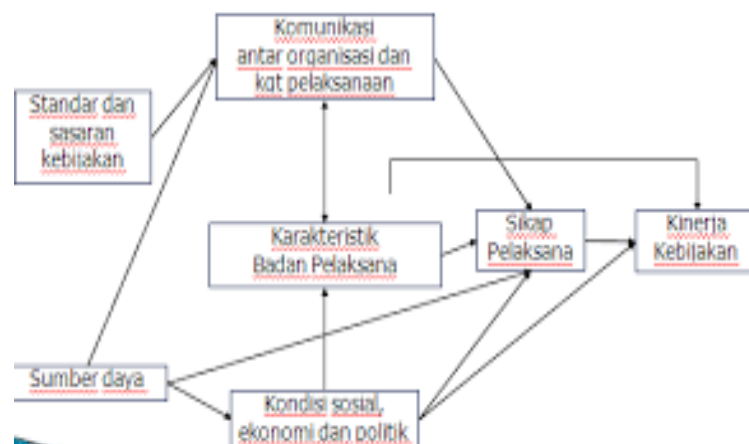 Komunikasi
antar organisasi dan
kgt pelaksanaan
Standar dan
sasaran
kebijakan
Karakteristik
Badan Pelaksana
Sikap
Pelaksana
Kinerja
Kebijakan
Sumber daya
Kondisi sosial,
ekonomi dan politik